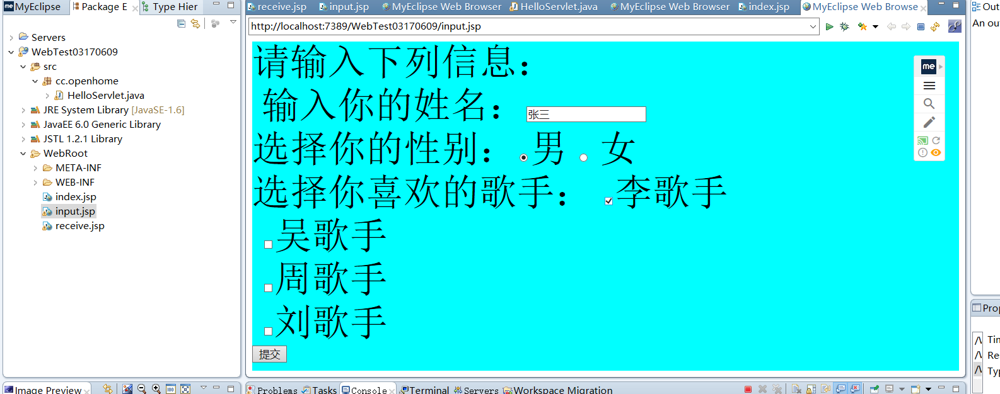 MyEclipse
Package E
Type Hier
receive.jsp
input.jsp
MyEclipse Web Browser
HelloServlet.java
MyEclipse Web Browser
index.jsp
MyEclipse Web Browse
Out
http://localhost:7389/WebTest03170609/input.jsp
An ou
Servers
WebTest03170609
src
cc.openhome
HelloServlet.java
JRE System Library [JavaSE-1.6]
JavaEE 6.0 Generic Library
JSTL 1.2.1 Library
WebRoot
META-INF
WEB-INF
index.jsp
input.jsp
receive.jsp
请输入下列信息：
输入你的姓名： 张三
选择你的性别： 男 女
选择你喜欢的歌手： 李歌手
吴歌手
周歌手
刘歌手
提交
me
Prop
Tin
Re
Typ
Image Preview
Problems
Tasks
Console
Terminal
Servers
Workspace Migration